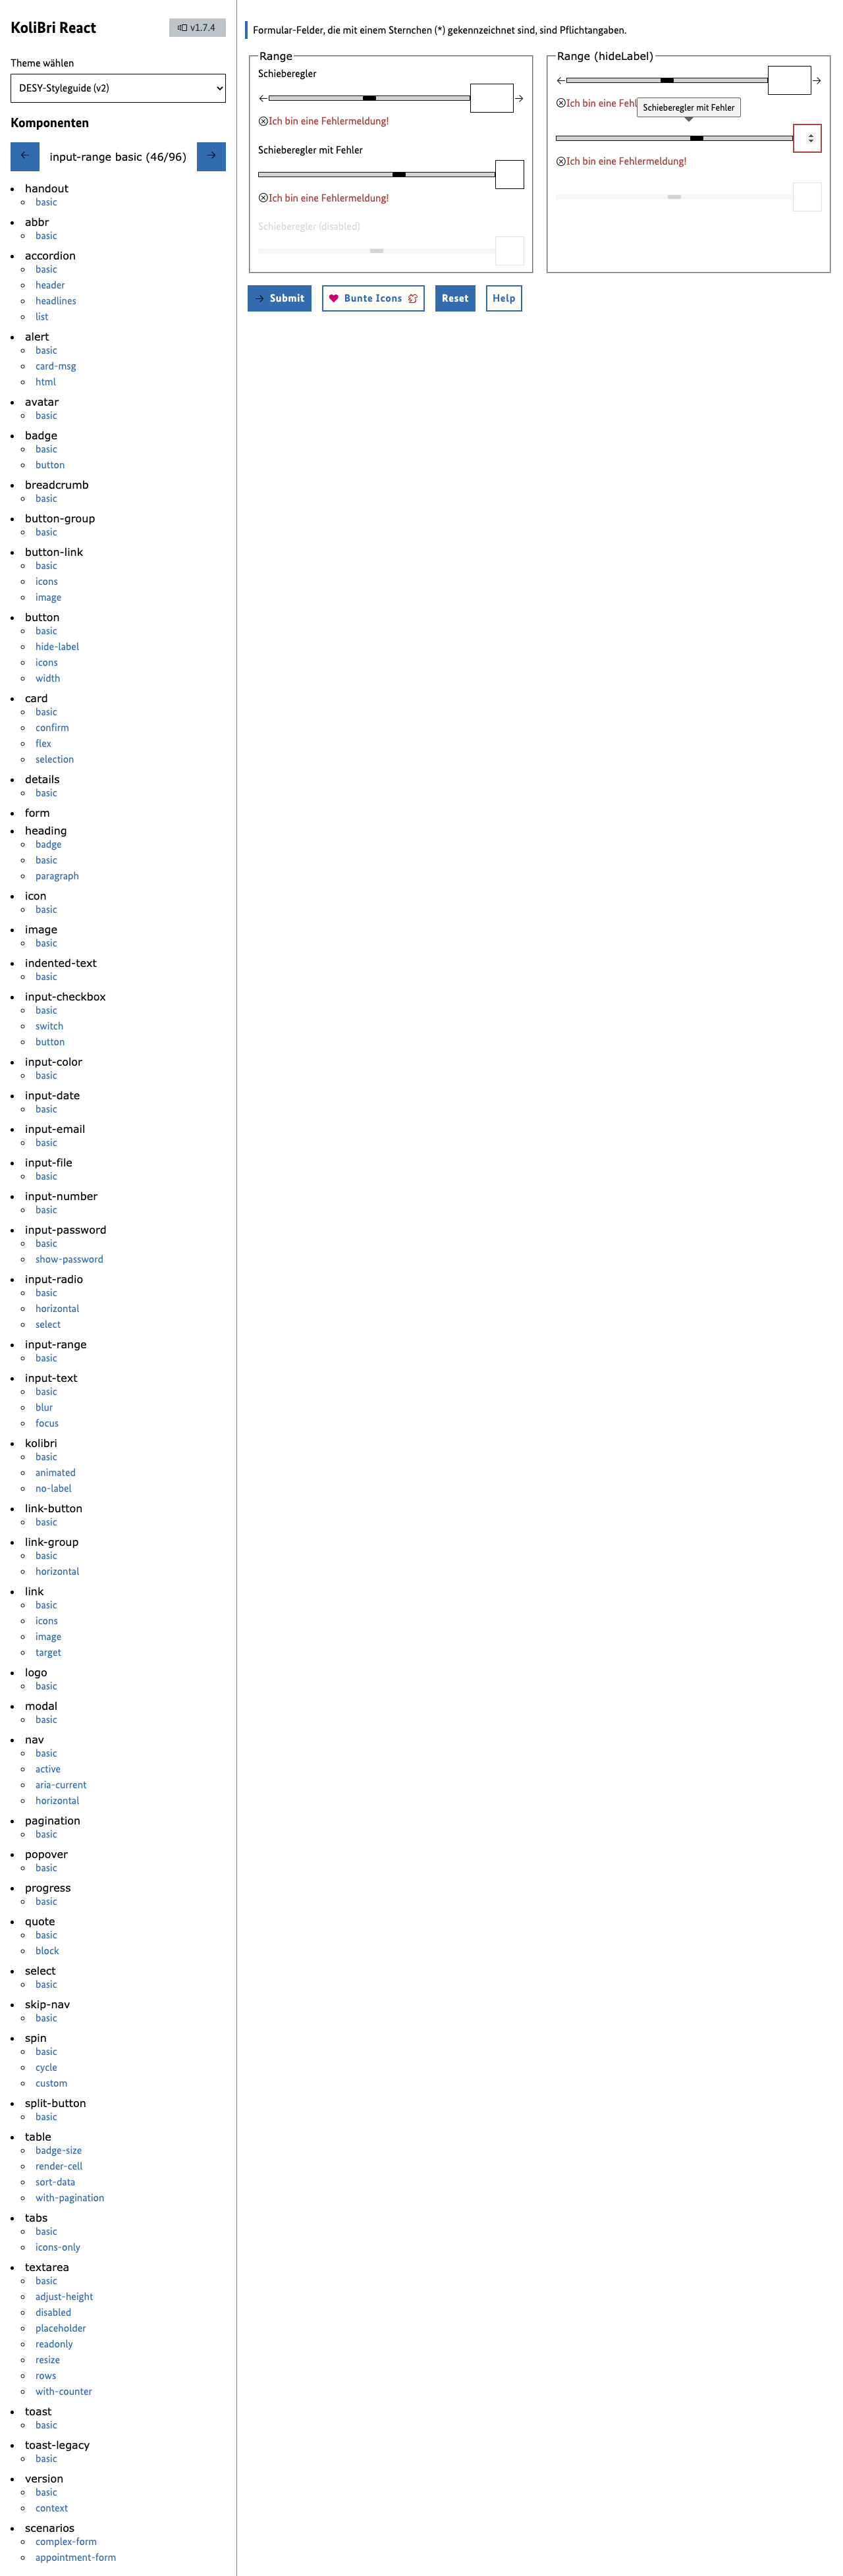 KoliBri React
v1.7.4
Theme wählen
DESY-Styleguide (v2)
Komponenten
input-range basic (46/96)
handout
basic
abbr
basic
accordion
basic
header
headlines
list
alert
basic
card-msg
html
avatar
basic
badge
basic
button
breadcrumb
basic
button-group
basic
button-link
basic
icons
image
button
basic
hide-label
icons
width
card
basic
confirm
flex
selection
details
basic
form
heading
badge
basic
paragraph
icon
basic
image
basic
indented-text
basic
input-checkbox
basic
switch
button
input-color
basic
input-date
basic
input-email
basic
input-file
basic
input-number
basic
input-password
basic
show-password
input-radio
basic
horizontal
select
input-range
basic
input-text
basic
blur
focus
kolibri
basic
animated
no-label
link-button
basic
link-group
basic
horizontal
link
basic
icons
image
target
logo
basic
modal
basic
nav
basic
active
aria-current
horizontal
pagination
basic
popover
basic
progress
basic
quote
basic
block
select
basic
skip-nav
basic
spin
basic
cycle
custom
split-button
basic
table
badge-size
render-cell
sort-data
with-pagination
tabs
basic
icons-only
textarea
basic
adjust-height
disabled
placeholder
readonly
resize
rows
with-counter
toast
basic
toast-legacy
basic
version
basic
context
scenarios
complex-form
appointment-form
Formular-Felder, die mit einem Sternchen (*) gekennzeichnet sind, sind Pflichtangaben.
Range
Schieberegler
Ich bin eine Fehlermeldung!
Schieberegler mit Fehler
Ich bin eine Fehlermeldung!
Schieberegler (disabled)
Range (hideLabel)
Ich bin eine Fehl
Schieberegler mit Fehler
Ich bin eine Fehlermeldung!
Submit
Bunte Icons
Reset
Help